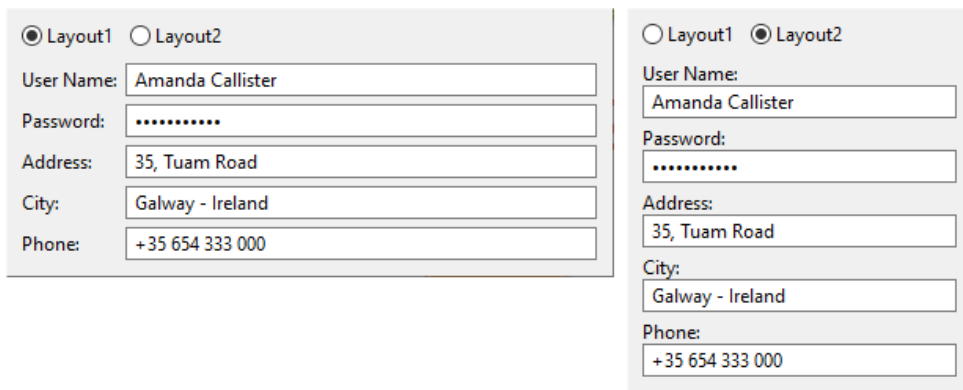 Layout1 Layout2
User Name: Amanda Callister
Password: •••••••••••
Address: 35, Tuam Road
City: Galway - Ireland
Phone: +35 654 333 000
Layout1 Layout2
User Name:
Amanda Callister
Password:
•••••••••••
Address:
35, Tuam Road
City:
Galway - Ireland
Phone:
+35 654 333 000